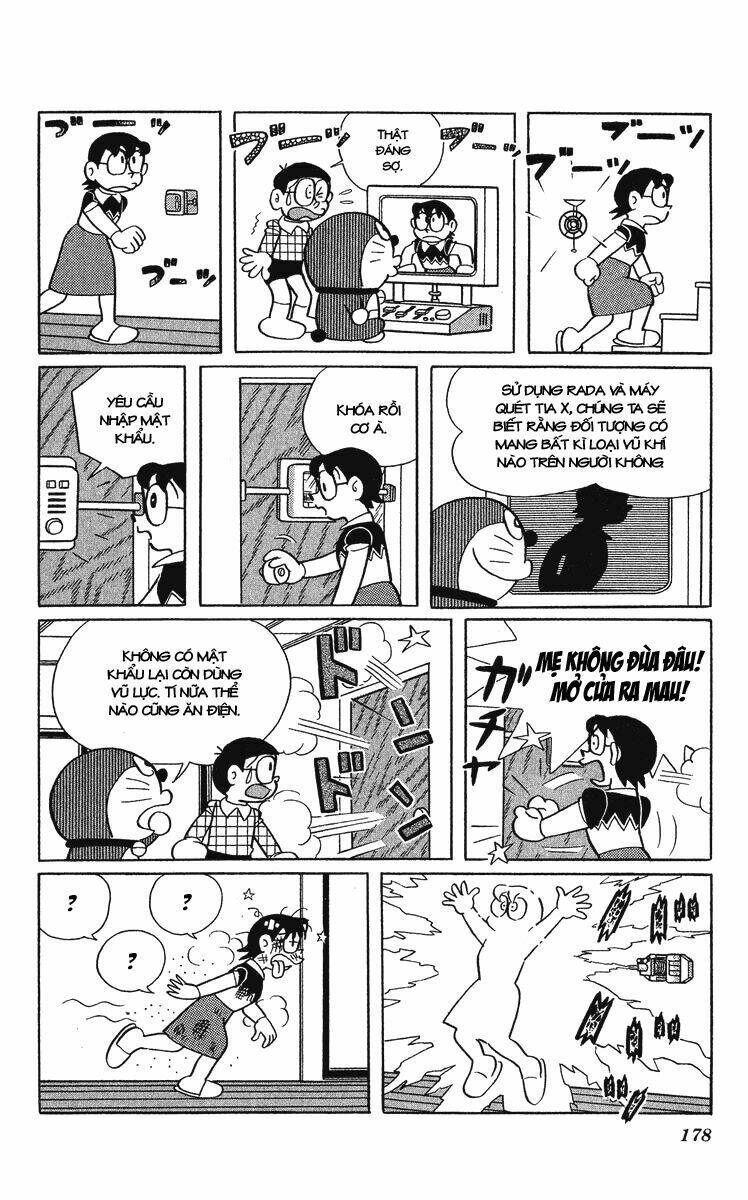 ブーッ
ブーッ
ブーッ
THẬT
ĐÁNG
SỢ.
ブーッ
ブーッ
ブーッ
SỬ DỤNG RADA VÀ MÁY
QUÉT TIA X, CHÚNG TA SẼ
BIẾT RẰNG ĐỐI TƯỢNG CÓ
MANG BẤT KÌ LOẠI VŨ KHÍ
NÀO TRÊN NGƯỜI KHÔNG
KHÓA RỒI
CƠ À.
YÊU CẦU
NHẬP MẬT
KHẨU.
MẸ KHÔNG ĐÙA ĐÂU!
MỞ CỬA RA MAU!
ガチャ
ドンドン
KHÔNG CÓ MẬT
KHẨU LẠI CÒN DÙNG
VŨ LỰC. TÍ NỮA THỂ
NÀO CŨNG ĂN ĐIỆN.
?
?
?
178